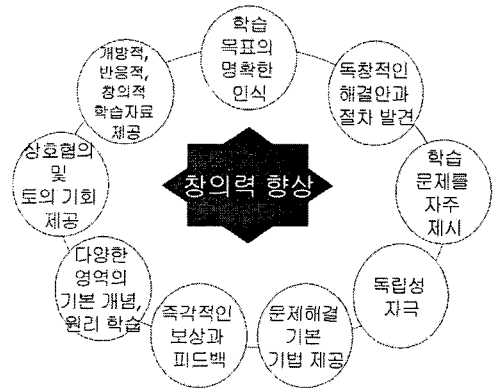 학습
목표의
명확한
인식
독창적인
해결안과
절차 발견
학습
문제를
자주
제시
독립성
자극
문제해결
기본
기법 제공
즉각적인
보상과
피드백
다양한
영역의
기본 개념,
원리 학습
상호협의
및
토의 기회
제공
개방적,
반응적,
창의적
학습자료
제공
창의력 향상